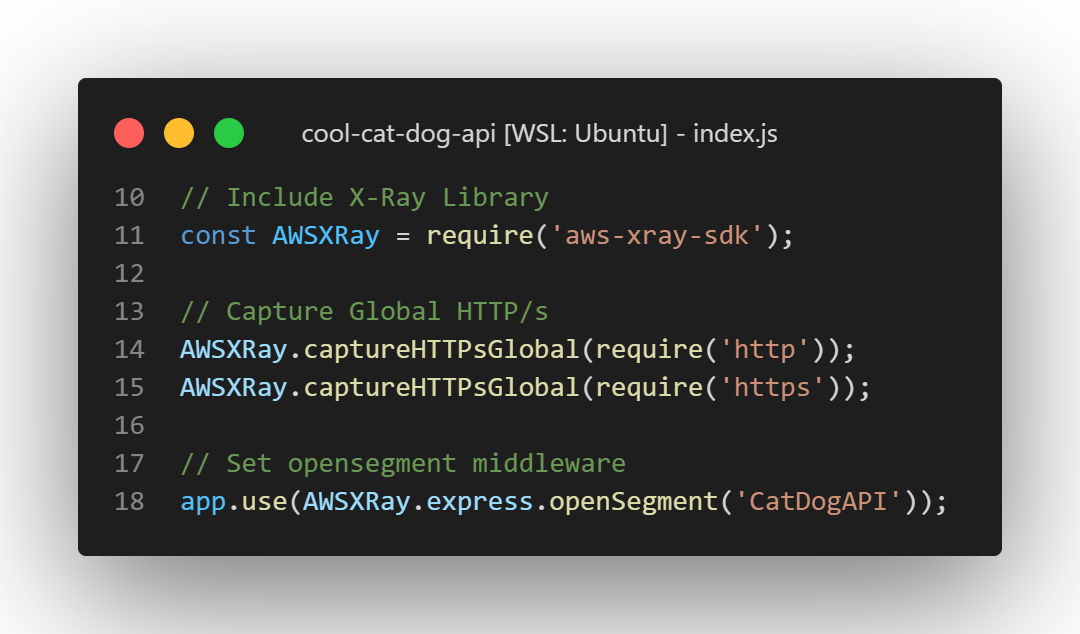 cool-cat-dog-api [WSL: Ubuntu] - index.js
10 // Include X-Ray Library
11 const AWSXRay = require('aws-xray-sdk');
12
13 // Capture Global HTTP/s
14 AWSXRay.captureHTTPsGlobal(require('http'));
15 AWSXRay.captureHTTPsGlobal(require('https'));
16
17 // Set opensegment middleware
18 app.use(AWSXRay.express.openSegment('CatDogAPI'));